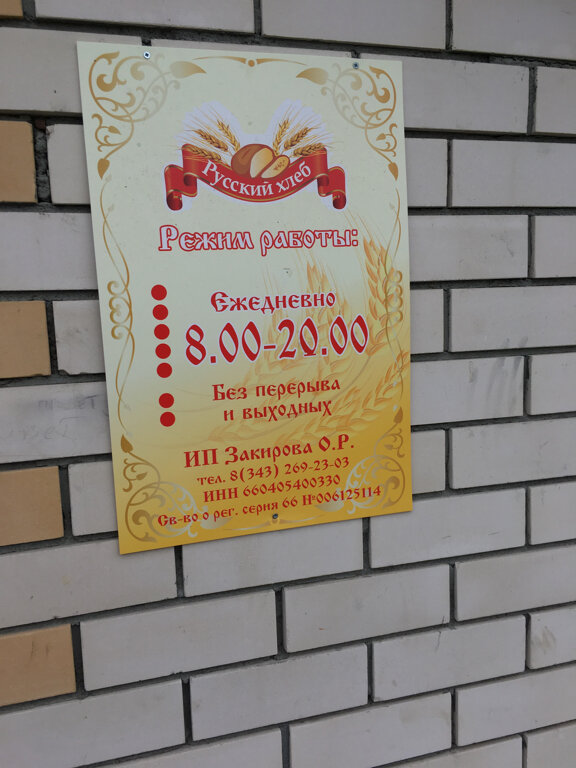 Русский хлеб
Режим работы:
Ежедневно
8.00-20.00
Без перерыва
и выходных
ИП Закирова О.Р.
тел. 8(343) 269-23-03
ИНН 660405400330
Св-во о рег. серия 66 №006125114